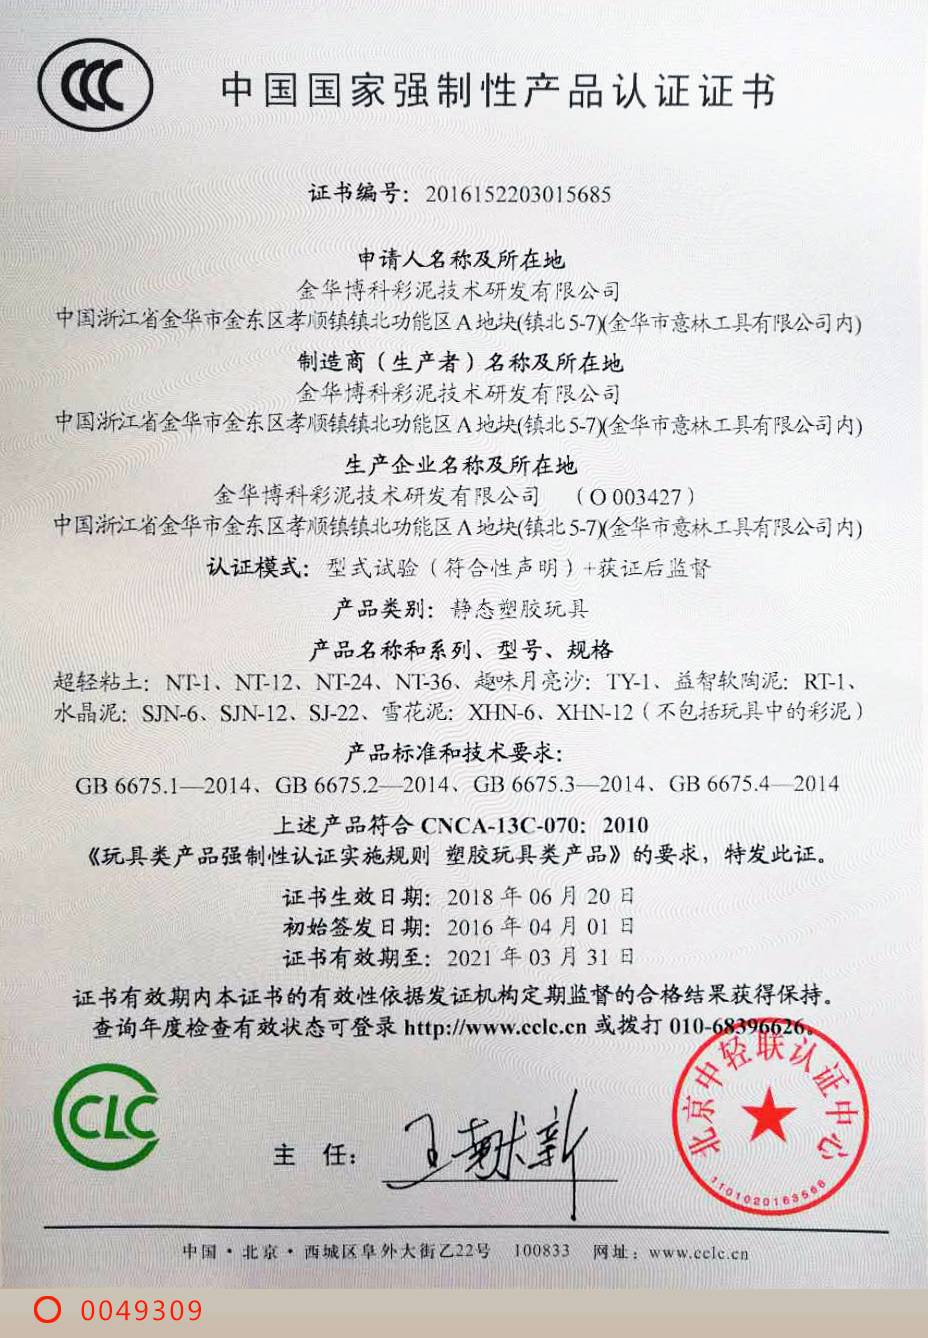 CCC
中国国家强制性产品认证证书
证书编号：2016152203015685
申请人名称及所在地
金华博科彩泥技术研发有限公司
中国浙江省金华市金东区孝顺镇镇北功能区A地块(镇北5-7)(金华市意林工具有限公司内)
制造商（生产者）名称及所在地
金华博科彩泥技术研发有限公司
中国浙江省金华市金东区孝顺镇镇北功能区A地块(镇北5-7)(金华市意林工具有限公司内)
生产企业名称及所在地
金华博科彩泥技术研发有限公司 （O 003427）
中国浙江省金华市金东区孝顺镇镇北功能区A地块(镇北5-7)(金华市意林工具有限公司内)
认证模式：型式试验（符合性声明）+获证后监督
产品类别：静态塑胶玩具
产品名称和系列、型号、规格
超轻粘土：NT-1、NT-12、NT-24、NT-36、趣味月亮沙：TY-1、益智软陶泥：RT-1、
水晶泥：SJN-6、SJN-12、SJ-22、雪花泥：XHN-6、XHN-12（不包括玩具中的彩泥）
产品标准和技术要求：
GB 6675.1—2014、GB 6675.2—2014、GB 6675.3—2014、GB 6675.4—2014
上述产品符合 CNCA-13C-070：2010
《玩具类产品强制性认证实施规则 塑胶玩具类产品》的要求，特发此证。
证书生效日期：2018 年 06 月 20 日
初始签发日期：2016 年 04 月 01 日
证书有效期至：2021 年 03 月 31 日
证书有效期内本证书的有效性依据发证机构定期监督的合格结果获得保持。
查询年度检查有效状态可登录 http://www.cclc.cn 或拨打 010-68396626。
北京中轻联认证中心
1101020163566
CLC
主 任：
中国·北京·西城区阜外大街乙22号 100833 网址：www.cclc.cn
0049309